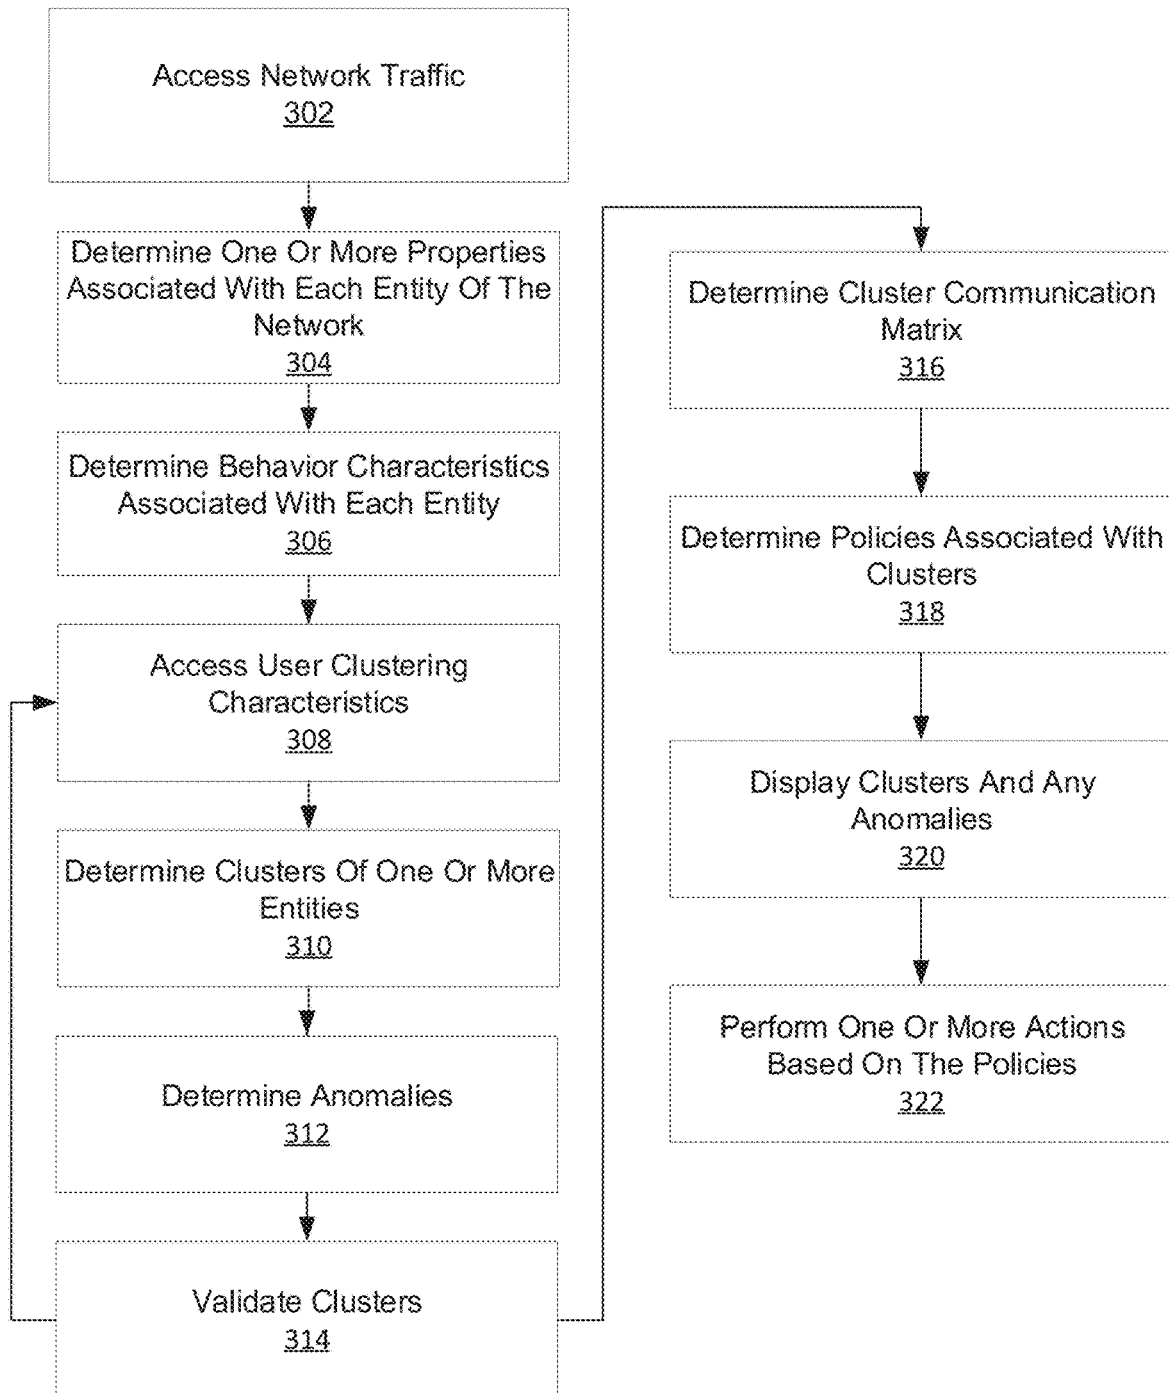 Access Network Traffic
302
Determine One Or More Properties
Associated With Each Entity Of The
Network
304
Determine Behavior Characteristics
Associated With Each Entity
306
Access User Clustering
Characteristics
308
Determine Clusters Of One Or More
Entities
310
Determine Anomalies
312
Validate Clusters
314
Determine Cluster Communication
Matrix
316
Determine Policies Associated With
Clusters
318
Display Clusters And Any
Anomalies
320
Perform One Or More Actions
Based On The Policies
322